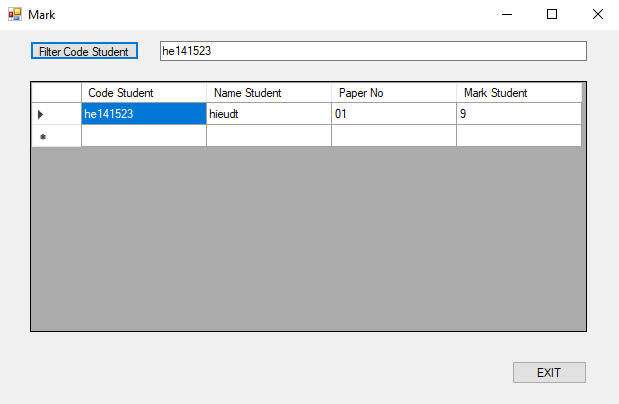 Mark
Filter Code Student he141523
Code Student Name Student Paper No Mark Student
he141523 hieudt 01 9
EXIT